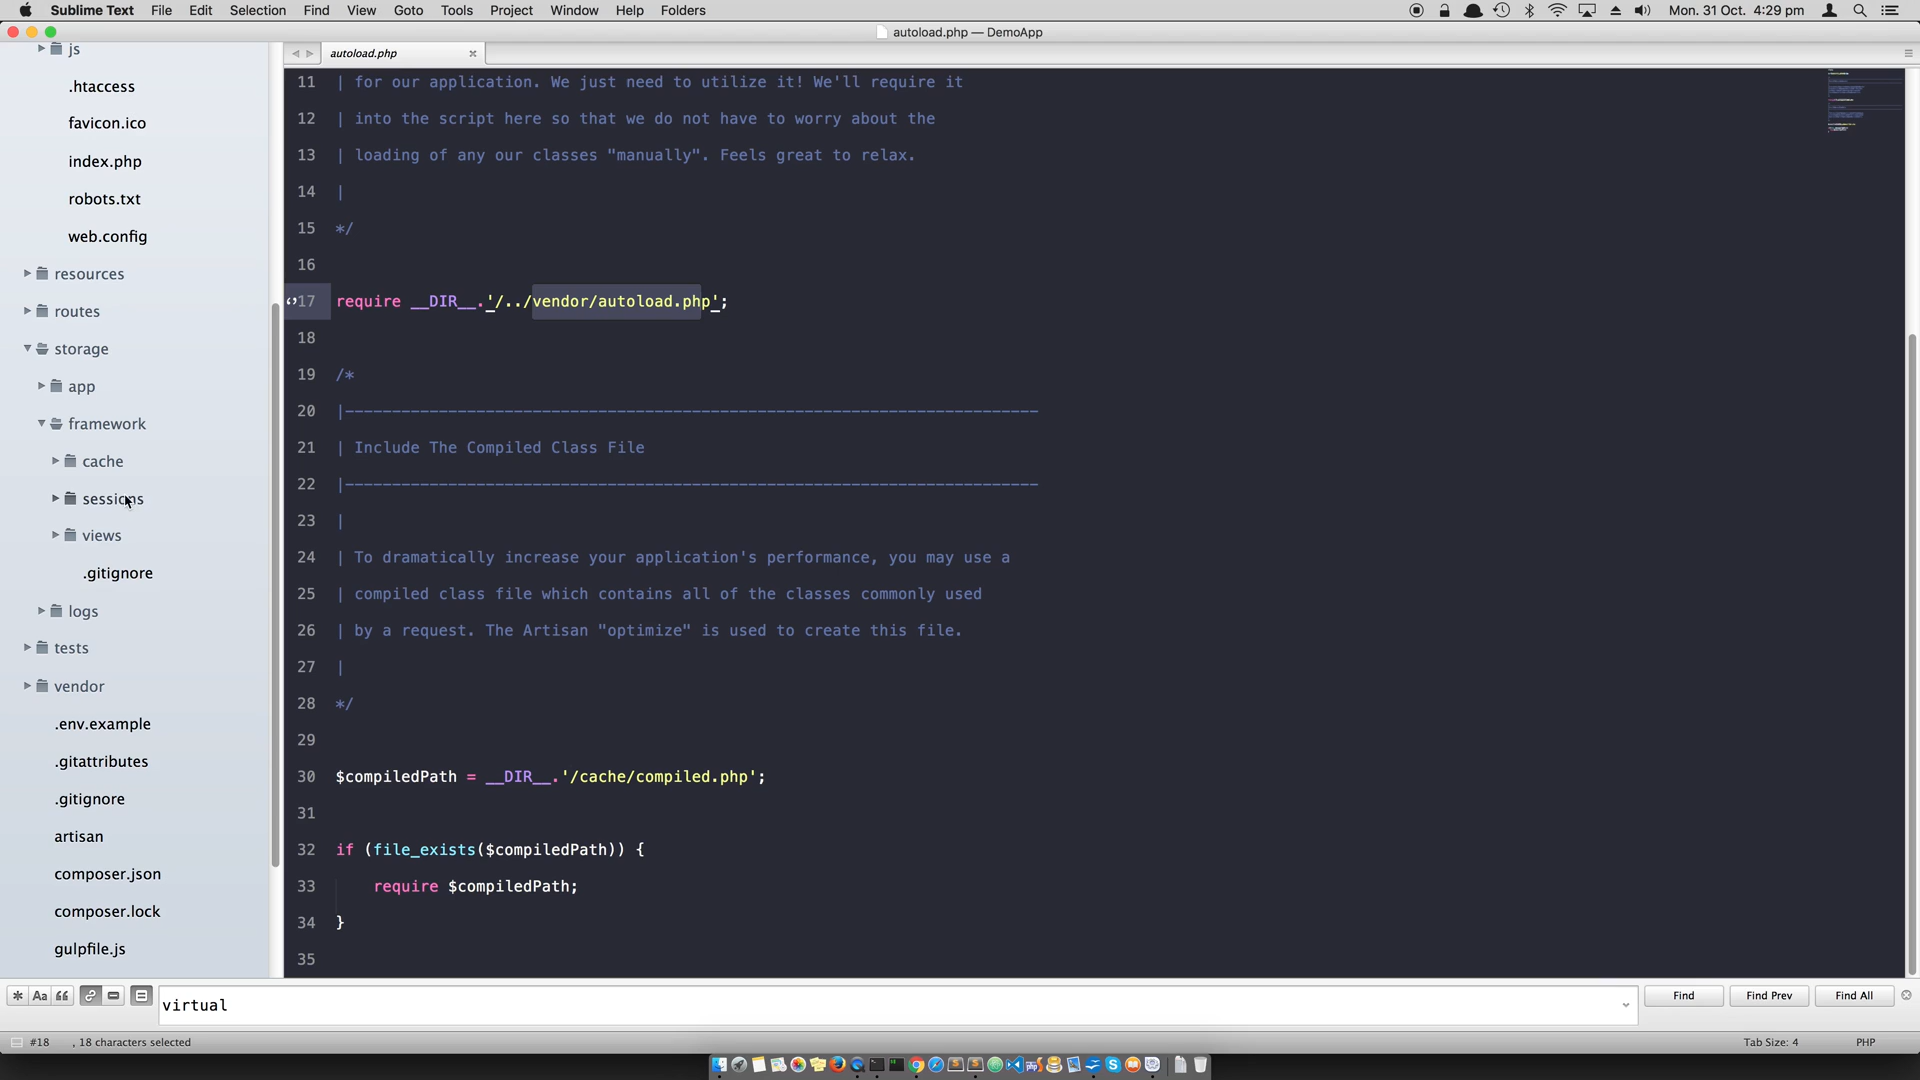 Sublime Text File Edit Selection Find View Goto Tools Project Window Help Folders Mon. 31 Oct. 4:29 pm
autoload.php — DemoApp
js
.htaccess
favicon.ico
index.php
robots.txt
web.config
resources
routes
storage
app
framework
cache
sessions
views
.gitignore
logs
tests
vendor
.env.example
.gitattributes
.gitignore
artisan
composer.json
composer.lock
gulpfile.js
autoload.php
11 | for our application. We just need to utilize it! We'll require it
12 | into the script here so that we do not have to worry about the
13 | loading of any our classes "manually". Feels great to relax.
14 |
15 */
16
17 require __DIR__.'/../vendor/autoload.php';
18
19 /*
20 |--------------------------------------------------------------------------
21 | Include The Compiled Class File
22 |--------------------------------------------------------------------------
23 |
24 | To dramatically increase your application's performance, you may use a
25 | compiled class file which contains all of the classes commonly used
26 | by a request. The Artisan "optimize" is used to create this file.
27 |
28 */
29
30 $compiledPath = __DIR__.'/cache/compiled.php';
31
32 if (file_exists($compiledPath)) {
33 require $compiledPath;
34 }
35
Aa virtual Find Find Prev Find All
#18 , 18 characters selected Tab Size: 4 PHP